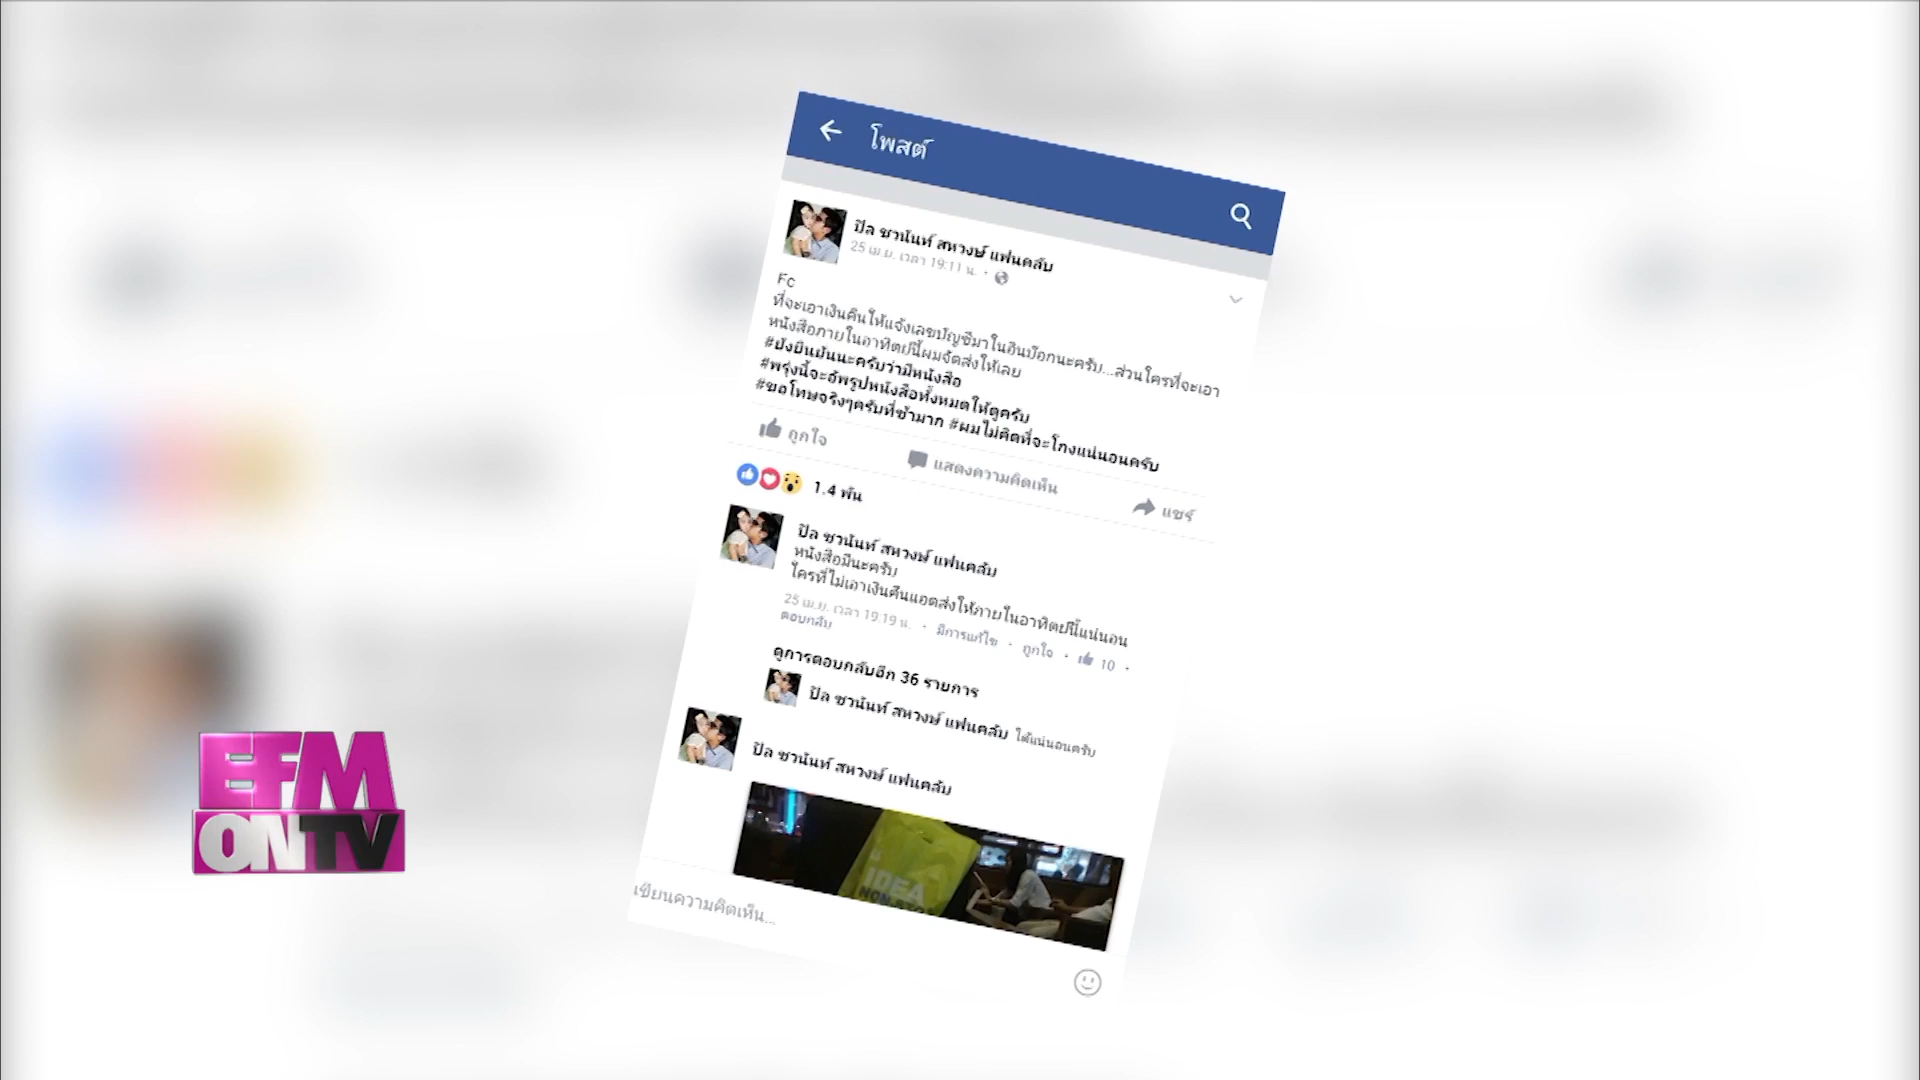 โพสต์
ปิล ชวนันท์ สหวงษ์ แฟนคลับ
25 เม.ย. เวลา 19:11 น. ·
Fc
ที่จะเอาเงินคืนให้แจ้งเลขบัญชีมาในอินบ๊อกนะครับ...ส่วนใครที่จะเอา
หนังสือภายในอาทิตย์นี้ผมจัดส่งให้เลย
#ยังยืนยันนะครับว่ามีหนังสือ
#พรุ่งนี้จะอัพรูปหนังสือทั้งหมดให้ดูครับ
#ขอโทษจริงๆครับที่ช้ามาก #ผมไม่คิดที่จะโกงแน่นอนครับ
ถูกใจ แสดงความคิดเห็น แชร์
1.4 พัน
ปิล ชวนันท์ สหวงษ์ แฟนคลับ
หนังสือมีนะครับ
ใครที่ไม่เอาเงินคืนแอดส่งให้ภายในอาทิตย์นี้แน่นอน
25 เม.ย. เวลา 19:19 น. · มีการแก้ไข · ถูกใจ · 10 ·
ตอบกลับ
ดูการตอบกลับอีก 36 รายการ
ปิล ชวนันท์ สหวงษ์ แฟนคลับ ได้แน่นอนครับ
ปิล ชวนันท์ สหวงษ์ แฟนคลับ
IDEA
NON STOP
เขียนความคิดเห็น...
EFM
ONTV